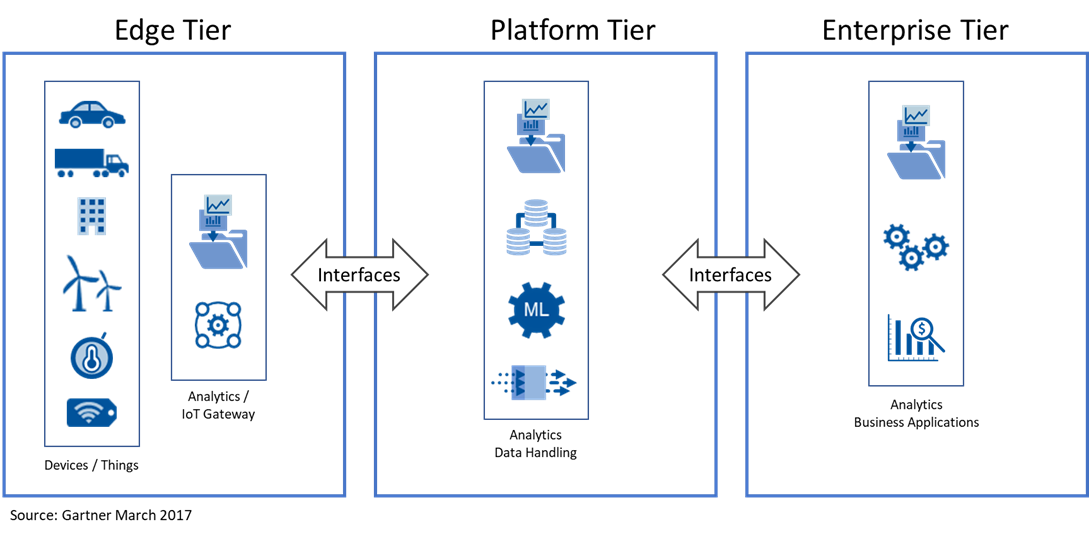 Edge Tier
Platform Tier
Enterprise Tier
Interfaces
Interfaces
ML
$
Analytics /
IoT Gateway
Devices / Things
Analytics
Data Handling
Analytics
Business Applications
Source: Gartner March 2017